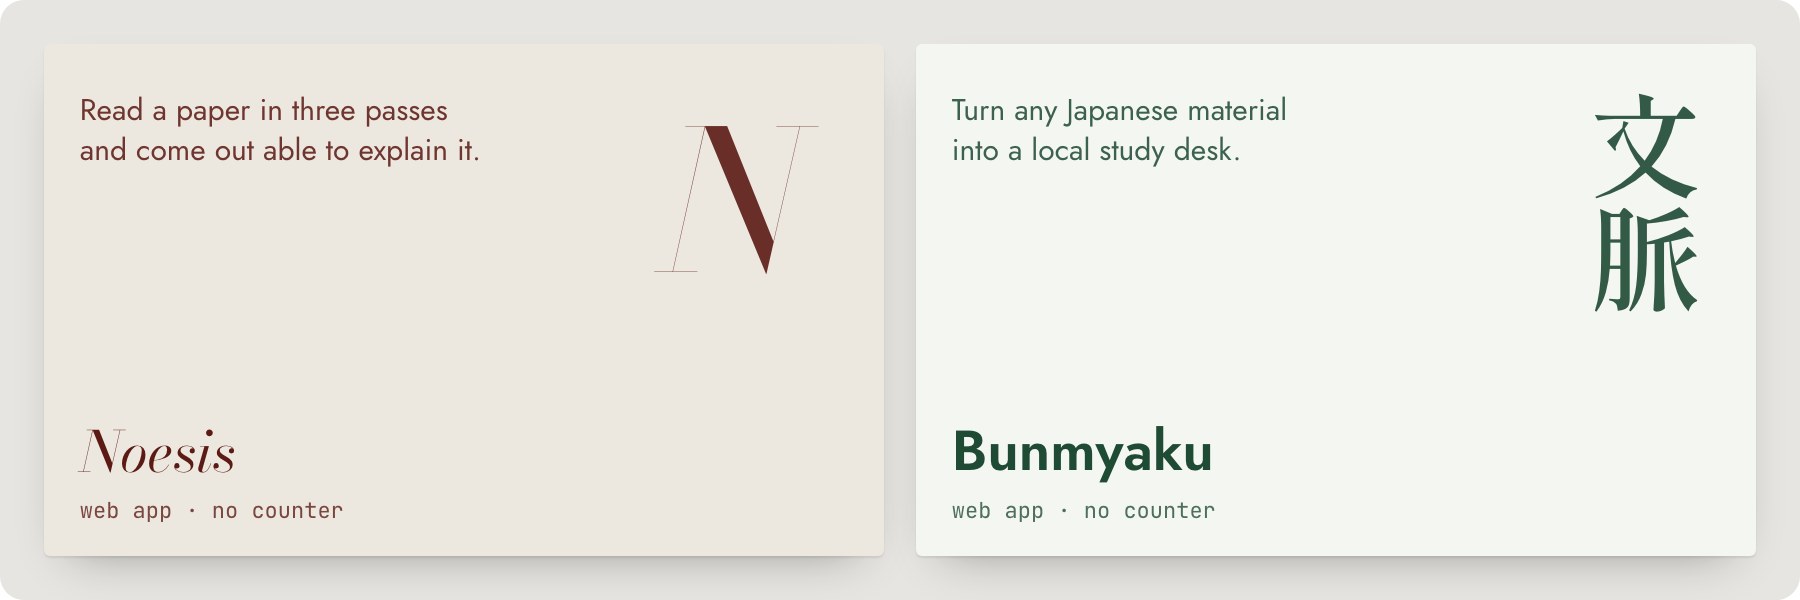 Read a paper in three passes
and come out able to explain it.
N
Noesis
web app · no counter
Turn any Japanese material
into a local study desk.
文脈
Bunmyaku
web app · no counter